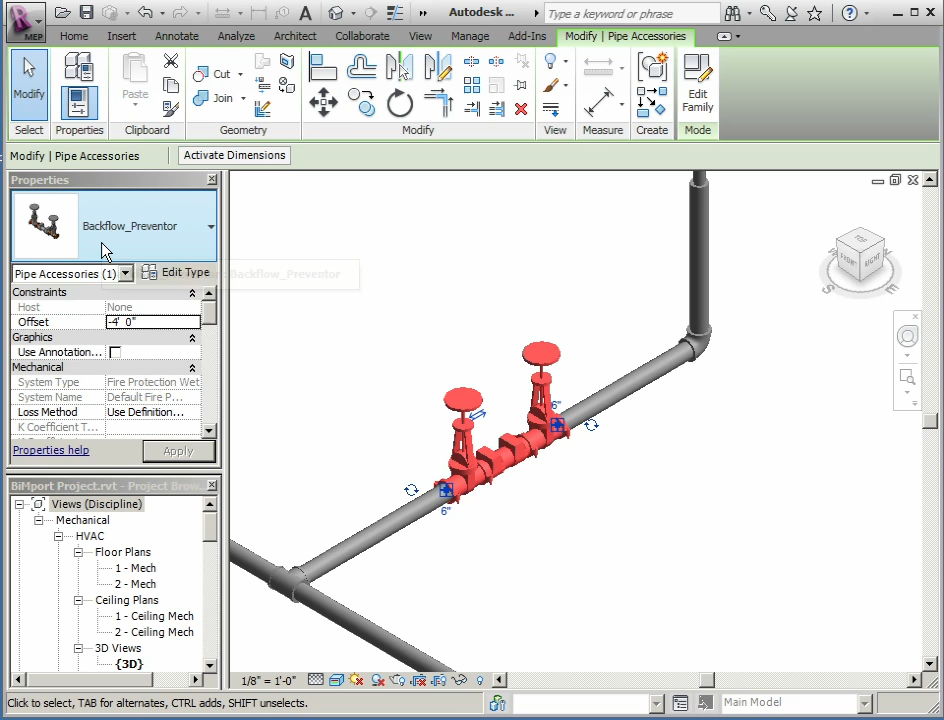 Autodesk ...
Type a keyword or phrase
MEP
Home Insert Annotate Analyze Architect Collaborate View Manage Add-Ins Modify | Pipe Accessories
Modify Paste Cut Join Edit Family
Select Properties Clipboard Geometry Modify View Measure Create Mode
Modify | Pipe Accessories Activate Dimensions
Properties
Backflow_Preventor
Pipe Accessories (1) Edit Type Backflow_Preventor
Constraints
Host None
Offset -4' 0"
Graphics
Use Annotation...
Mechanical
System Type Fire Protection Wet
System Name Default Fire P...
Loss Method Use Definition...
K Coefficient T...
Properties help Apply
BiMport Project.rvt - Project Brow...
Views (Discipline)
Mechanical
HVAC
Floor Plans
1 - Mech
2 - Mech
Ceiling Plans
1 - Ceiling Mech
2 - Ceiling Mech
3D Views
{3D}
TOP
FRONT RIGHT
S E
6"
6"
1/8" = 1'-0"
Click to select, TAB for alternates, CTRL adds, SHIFT unselects.
Main Model